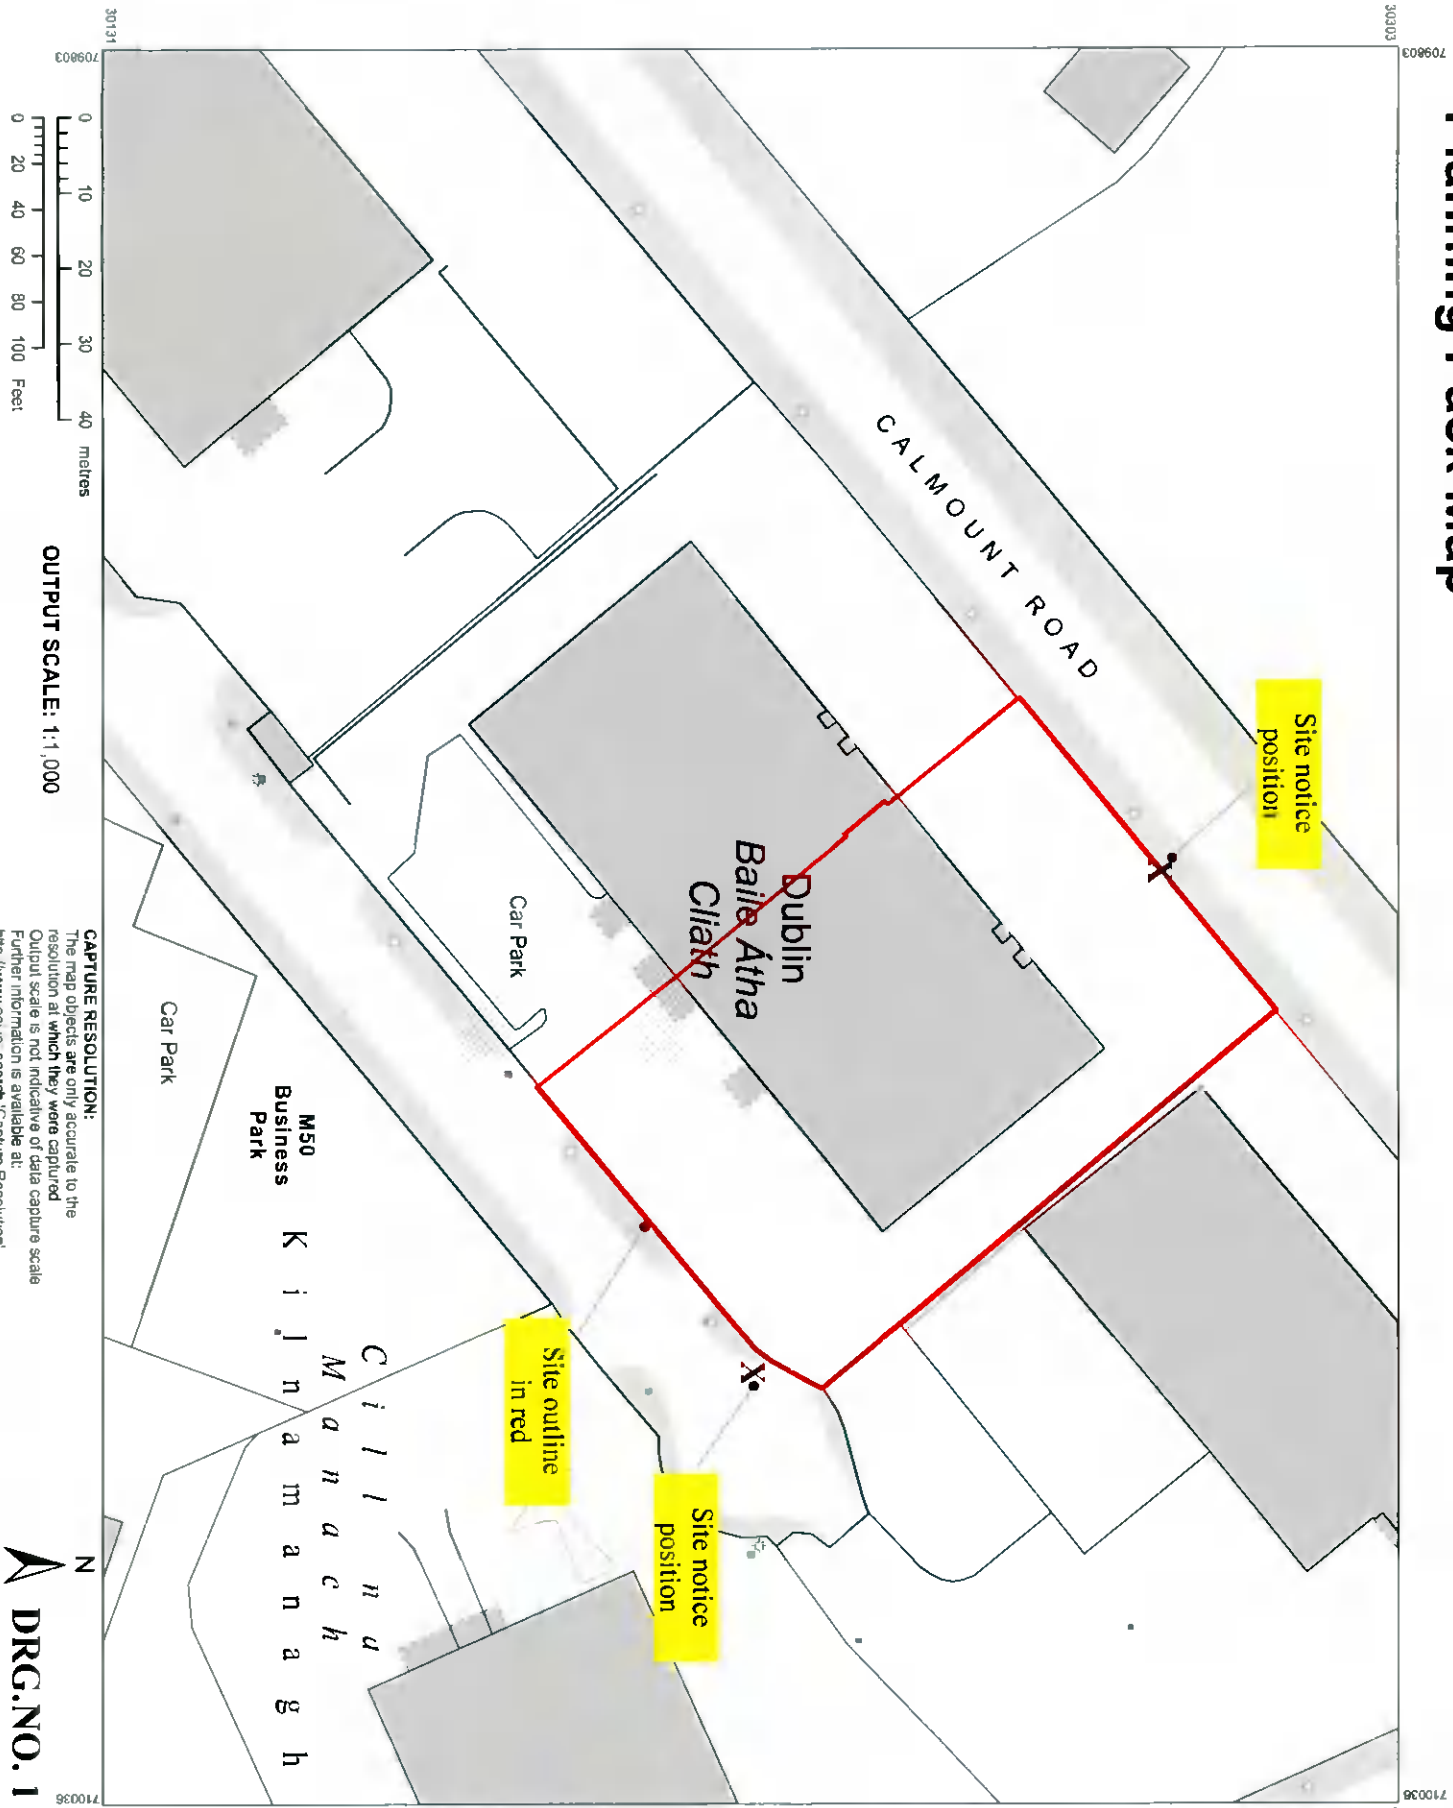 CALMOUNT ROAD
Site notice
position
Dublin
Baile Átha
Cliath
Car Park
Car Park
M50
Business
Park
Kilnamanagh
Cill na
Manach
Site outline
in red
Site notice
position
X
X
30131
709803
30303
709803
710036
710036
0 10 20 30 40 metres
0 20 40 60 80 100 Feet
OUTPUT SCALE: 1:1,000
CAPTURE RESOLUTION:
The map objects are only accurate to the
resolution at which they were captured
Output scale is not indicative of data capture scale
Further information is available at:
N
DRG.NO. 1